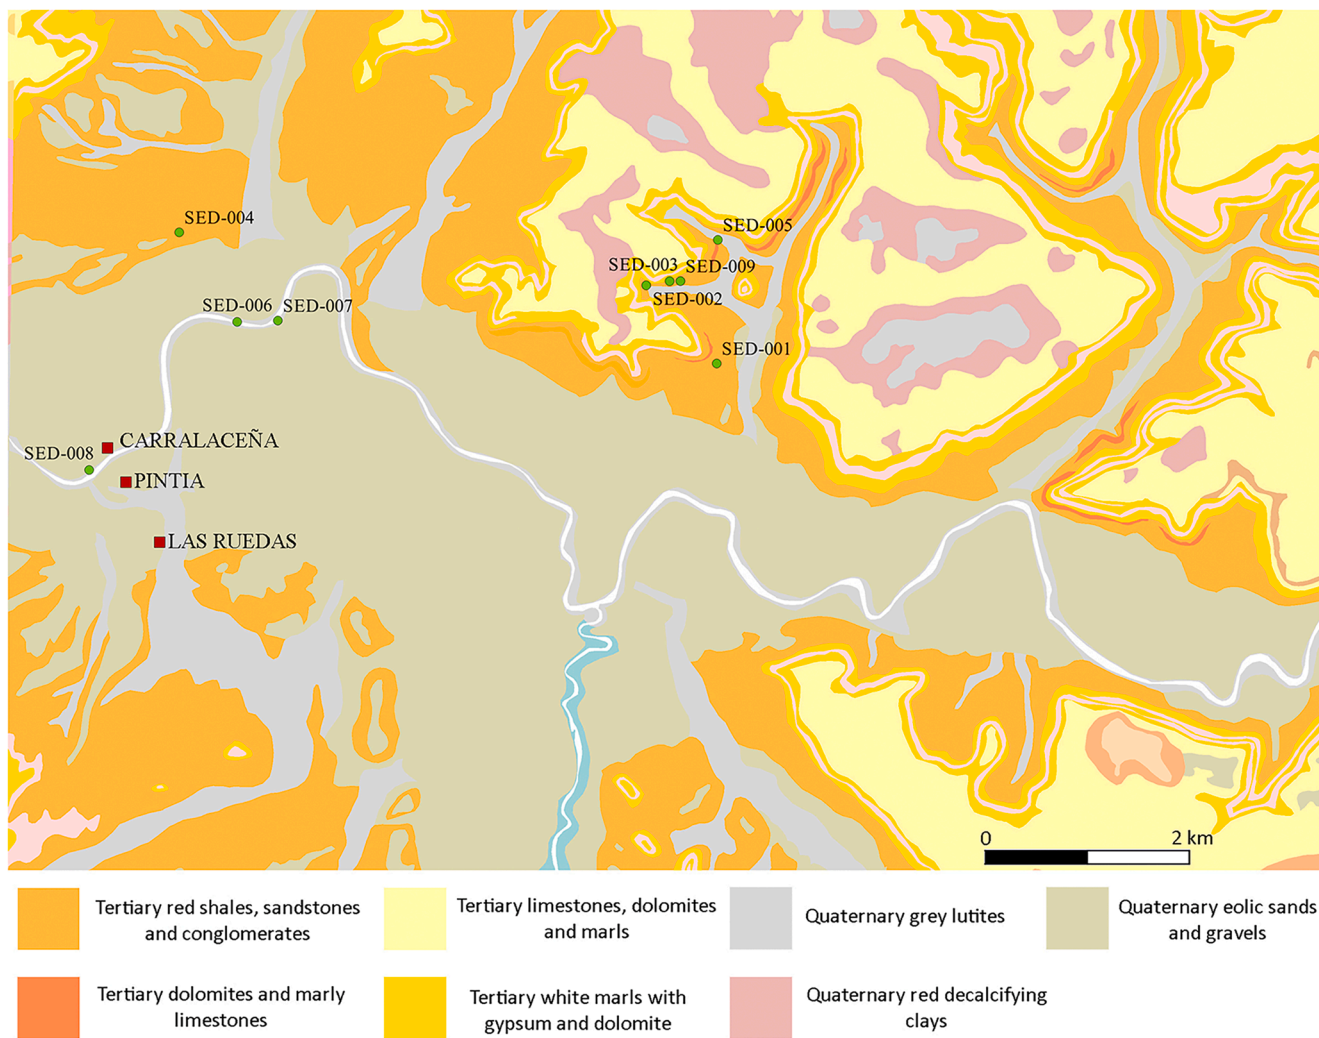 SED-004
SED-005
SED-003
SED-009
SED-002
SED-006
SED-007
SED-001
CARRALACEÑA
SED-008
PINTIA
LAS RUEDAS
0
2 km
Tertiary red shales, sandstones
and conglomerates
Tertiary limestones, dolomites
and marls
Quaternary grey lutites
Quaternary eolic sands
and gravels
Tertiary dolomites and marly
limestones
Tertiary white marls with
gypsum and dolomite
Quaternary red decalcifying
clays